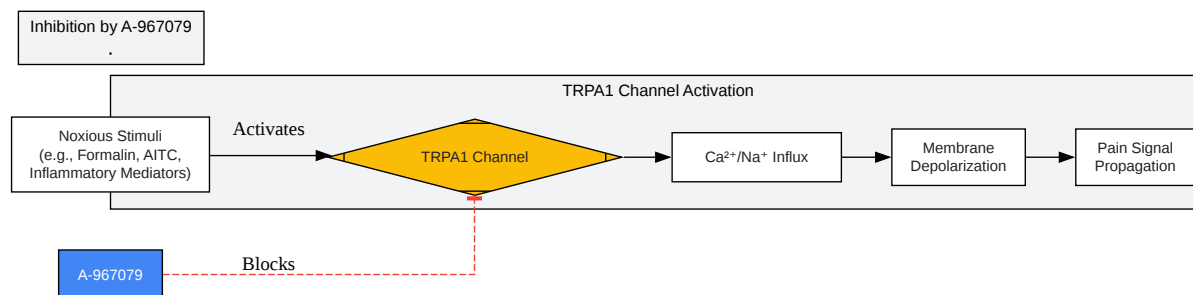 Inhibition by A-967079
.
TRPA1 Channel Activation
Noxious Stimuli
(e.g., Formalin, AITC,
Inflammatory Mediators)
Activates
TRPA1 Channel
Ca²⁺/Na⁺ Influx
Membrane
Depolarization
Pain Signal
Propagation
A-967079
Blocks